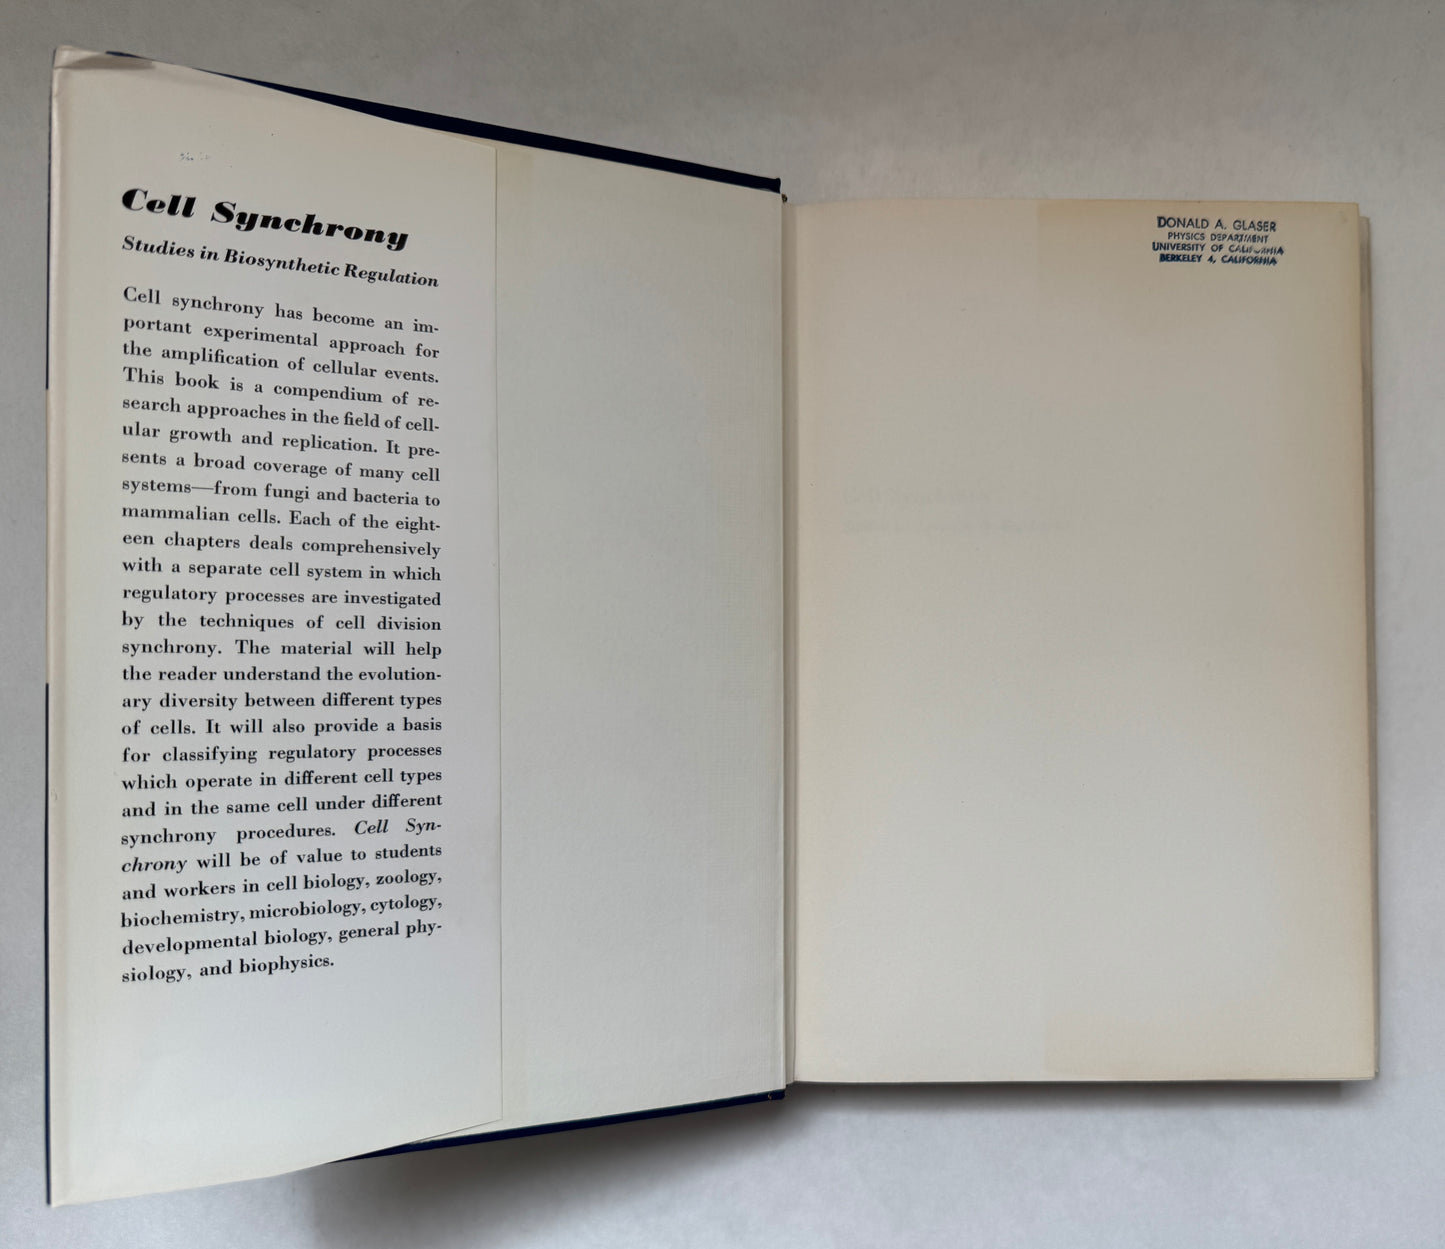 Cell Synchrony
Studies in Biosynthetic Regulation
Cell synchrony has become an im-
portant experimental approach for
the amplification of cellular events.
This book is a compendium of re-
search approaches in the field of cell-
ular growth and replication. It pre-
sents a broad coverage of many cell
systems—from fungi and bacteria to
mammalian cells. Each of the eight-
een chapters deals comprehensively
with a separate cell system in which
regulatory processes are investigated
by the techniques of cell division
synchrony. The material will help
the reader understand the evolution-
ary diversity between different types
of cells. It will also provide a basis
for classifying regulatory processes
which operate in different cell types
and in the same cell under different
synchrony procedures. Cell Syn-
chrony will be of value to students
and workers in cell biology, zoology,
biochemistry, microbiology, cytology,
developmental biology, general phy-
siology, and biophysics.
DONALD A. GLASER
PHYSICS DEPARTMENT
UNIVERSITY OF CALIFORNIA
BERKELEY 4, CALIFORNIA